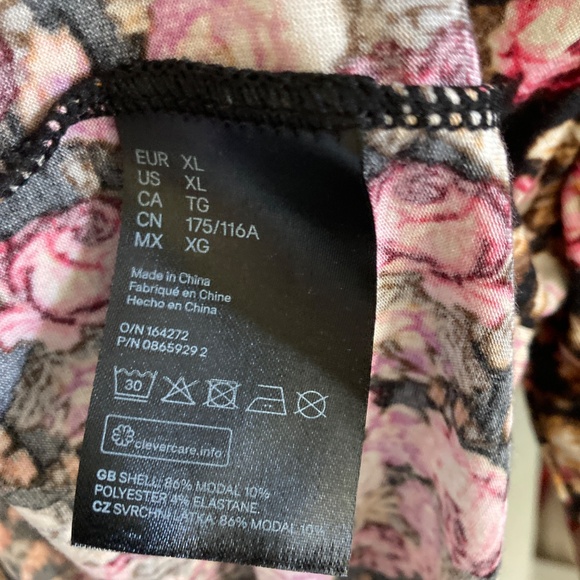 EUR XL
US XL
CA TG
CN 175/116A
MX XG
Made in China
Fabriqué en Chine
Hecho en China
O/N 164272
P/N 0865929 2
30
clevercare.info
GB SHELL: 86% MODAL 10%
POLYESTER 4% ELASTANE.
CZ SVRCHNÍ LÁTKA: 86% MODAL 10%